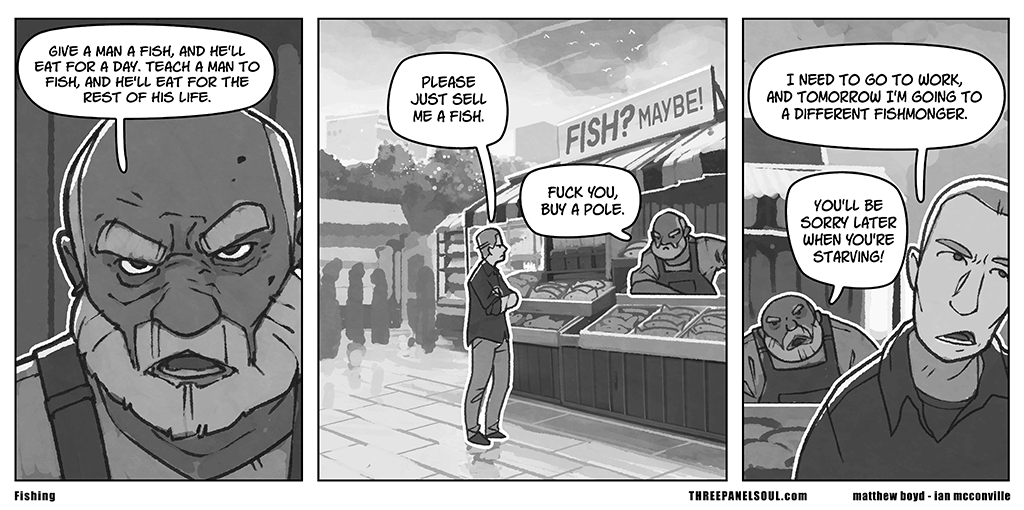 GIVE A MAN A FISH, AND HE'LL
EAT FOR A DAY. TEACH A MAN TO
FISH, AND HE'LL EAT FOR THE
REST OF HIS LIFE.
PLEASE
JUST SELL
ME A FISH.
FISH? MAYBE!
FUCK YOU,
BUY A POLE.
I NEED TO GO TO WORK,
AND TOMORROW I'M GOING TO
A DIFFERENT FISHMONGER.
YOU'LL BE
SORRY LATER
WHEN YOU'RE
STARVING!
Fishing
THREEPANELSOUL.com
matthew boyd - ian mcconville